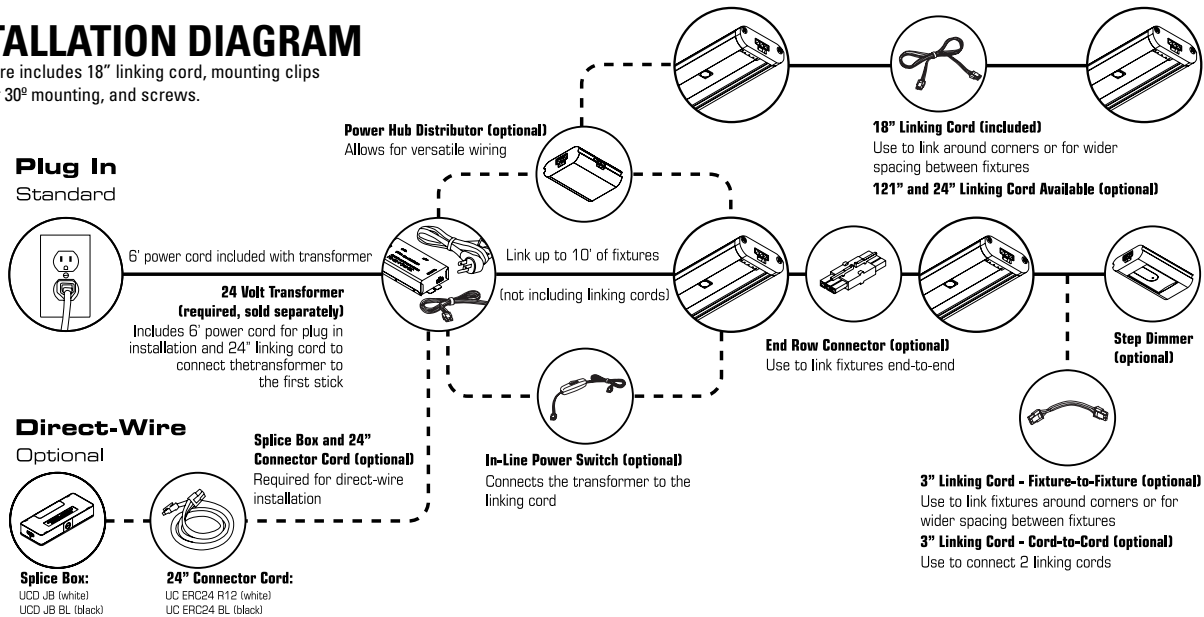 TALLATION DIAGRAM
re includes 18” linking cord, mounting clips
30º mounting, and screws.
Plug In
Standard
6' power cord included with transformer
24 Volt Transformer
(required, sold separately)
Includes 6' power cord for plug in
installation and 24” linking cord to
connect thetransformer to
the first stick
Direct-Wire
Optional
Splice Box and 24”
Connector Cord (optional)
Required for direct-wire
installation
Splice Box:
UCD JB (white)
UCD JB BL (black)
24” Connector Cord:
UC ERC24 R12 (white)
UC ERC24 BL (black)
Power Hub Distributor (optional)
Allows for versatile wiring
Link up to 10' of fixtures
(not including linking cords)
In-Line Power Switch (optional)
Connects the transformer to the
linking cord
18” Linking Cord (included)
Use to link around corners or for wider
spacing between fixtures
121” and 24” Linking Cord Available (optional)
End Row Connector (optional)
Use to link fixtures end-to-end
Step Dimmer
(optional)
3” Linking Cord - Fixture-to-Fixture (optional)
Use to link fixtures around corners or for
wider spacing between fixtures
3” Linking Cord - Cord-to-Cord (optional)
Use to connect 2 linking cords